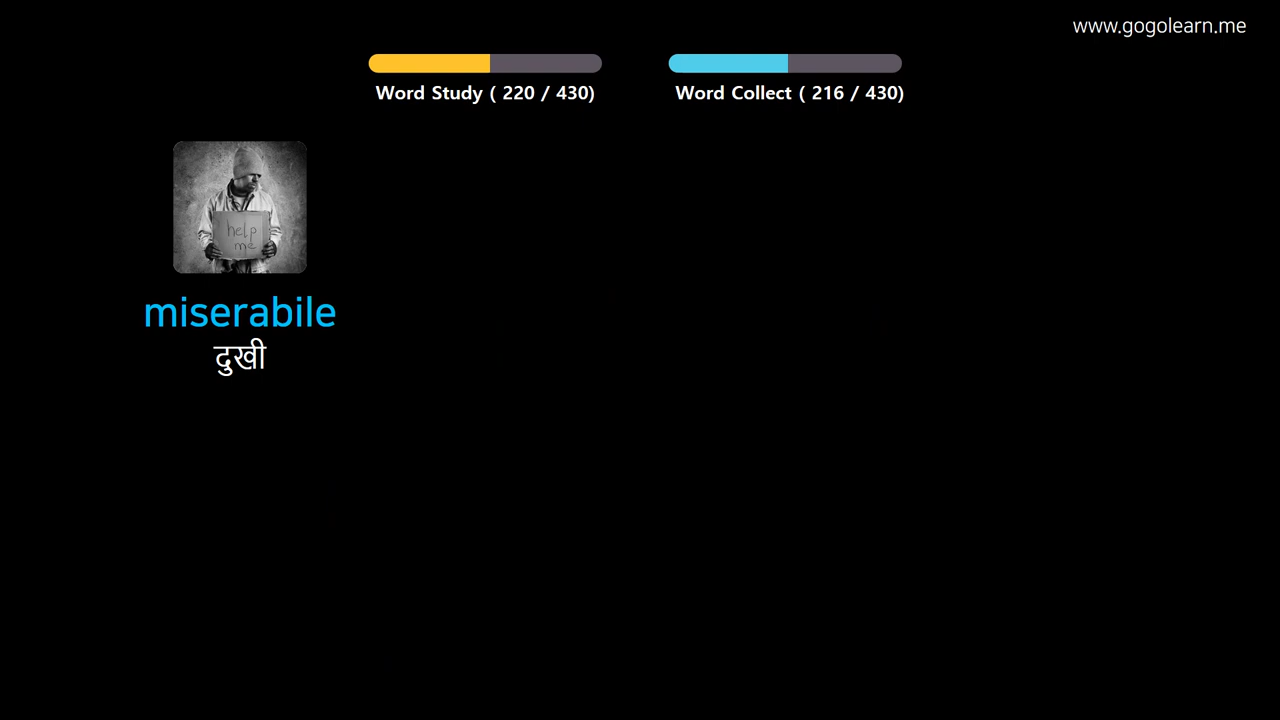 www.gogolearn.me
Word Study ( 220 / 430)
Word Collect ( 216 / 430)
help
me
miserabile
दुखी